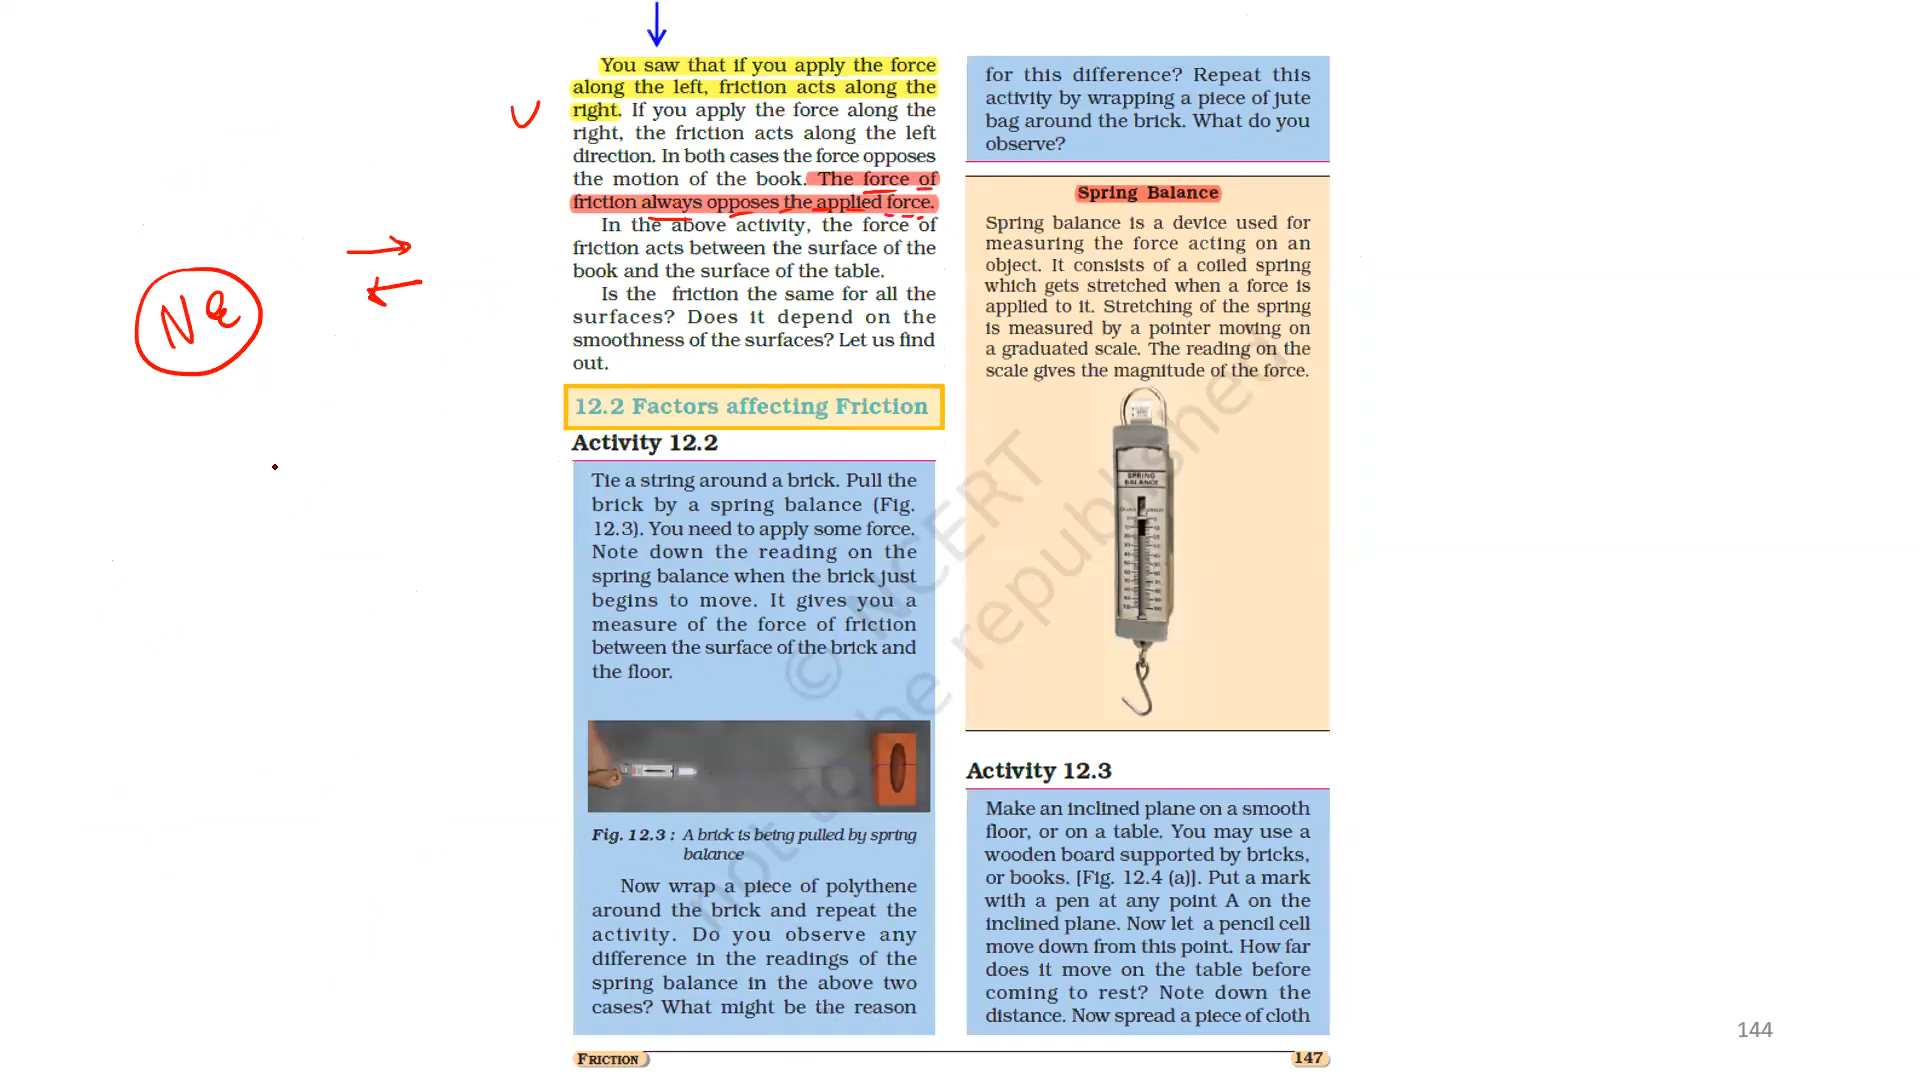 You saw that if you apply the force
along the left, friction acts along the
right. If you apply the force along the
right, the friction acts along the left
direction. In both cases the force opposes
the motion of the book. The force of
friction always opposes the applied force.
In the above activity, the force of
friction acts between the surface of the
book and the surface of the table.
Is the friction the same for all the
surfaces? Does it depend on the
smoothness of the surfaces? Let us find
out.
12.2 Factors affecting Friction
Activity 12.2
Tie a string around a brick. Pull the
brick by a spring balance (Fig.
12.3). You need to apply some force.
Note down the reading on the
spring balance when the brick just
begins to move. It gives you a
measure of the force of friction
between the surface of the brick and
the floor.
Fig. 12.3 : A brick is being pulled by spring
balance
Now wrap a piece of polythene
around the brick and repeat the
activity. Do you observe any
difference in the readings of the
spring balance in the above two
cases? What might be the reason
for this difference? Repeat this
activity by wrapping a piece of jute
bag around the brick. What do you
observe?
Spring Balance
Spring balance is a device used for
measuring the force acting on an
object. It consists of a coiled spring
which gets stretched when a force is
applied to it. Stretching of the spring
is measured by a pointer moving on
a graduated scale. The reading on the
scale gives the magnitude of the force.
SPRING
BALANCE
Activity 12.3
Make an inclined plane on a smooth
floor, or on a table. You may use a
wooden board supported by bricks,
or books. [Fig. 12.4 (a)]. Put a mark
with a pen at any point A on the
inclined plane. Now let a pencil cell
move down from this point. How far
does it move on the table before
coming to rest? Note down the
distance. Now spread a piece of cloth
© NCERT
not to be republished
FRICTION
147
144